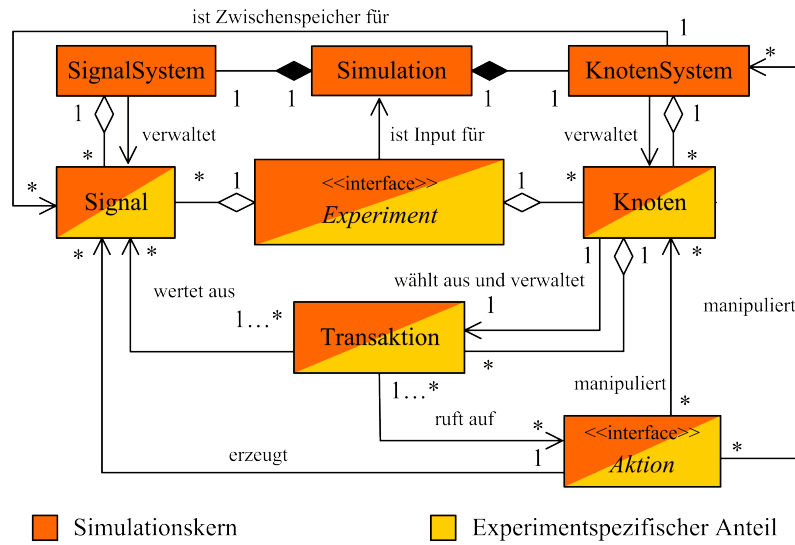 ist Zwischenspeicher für
1
*
SignalSystem
Simulation
KnotenSystem
1
1
1
1
1
verwaltet
ist Input für
verwaltet
1
*
*
*
1
<<interface>>
*
*
Signal
Experiment
Knoten
*
*
1
1
wertet aus
wählt aus und verwaltet
1
manipuliert
1…*
Transaktion
*
1…*
manipuliert
ruft auf
*
*
<<interface>>
erzeugt
1
Aktion
*
Simulationskern
Experimentspezifischer Anteil